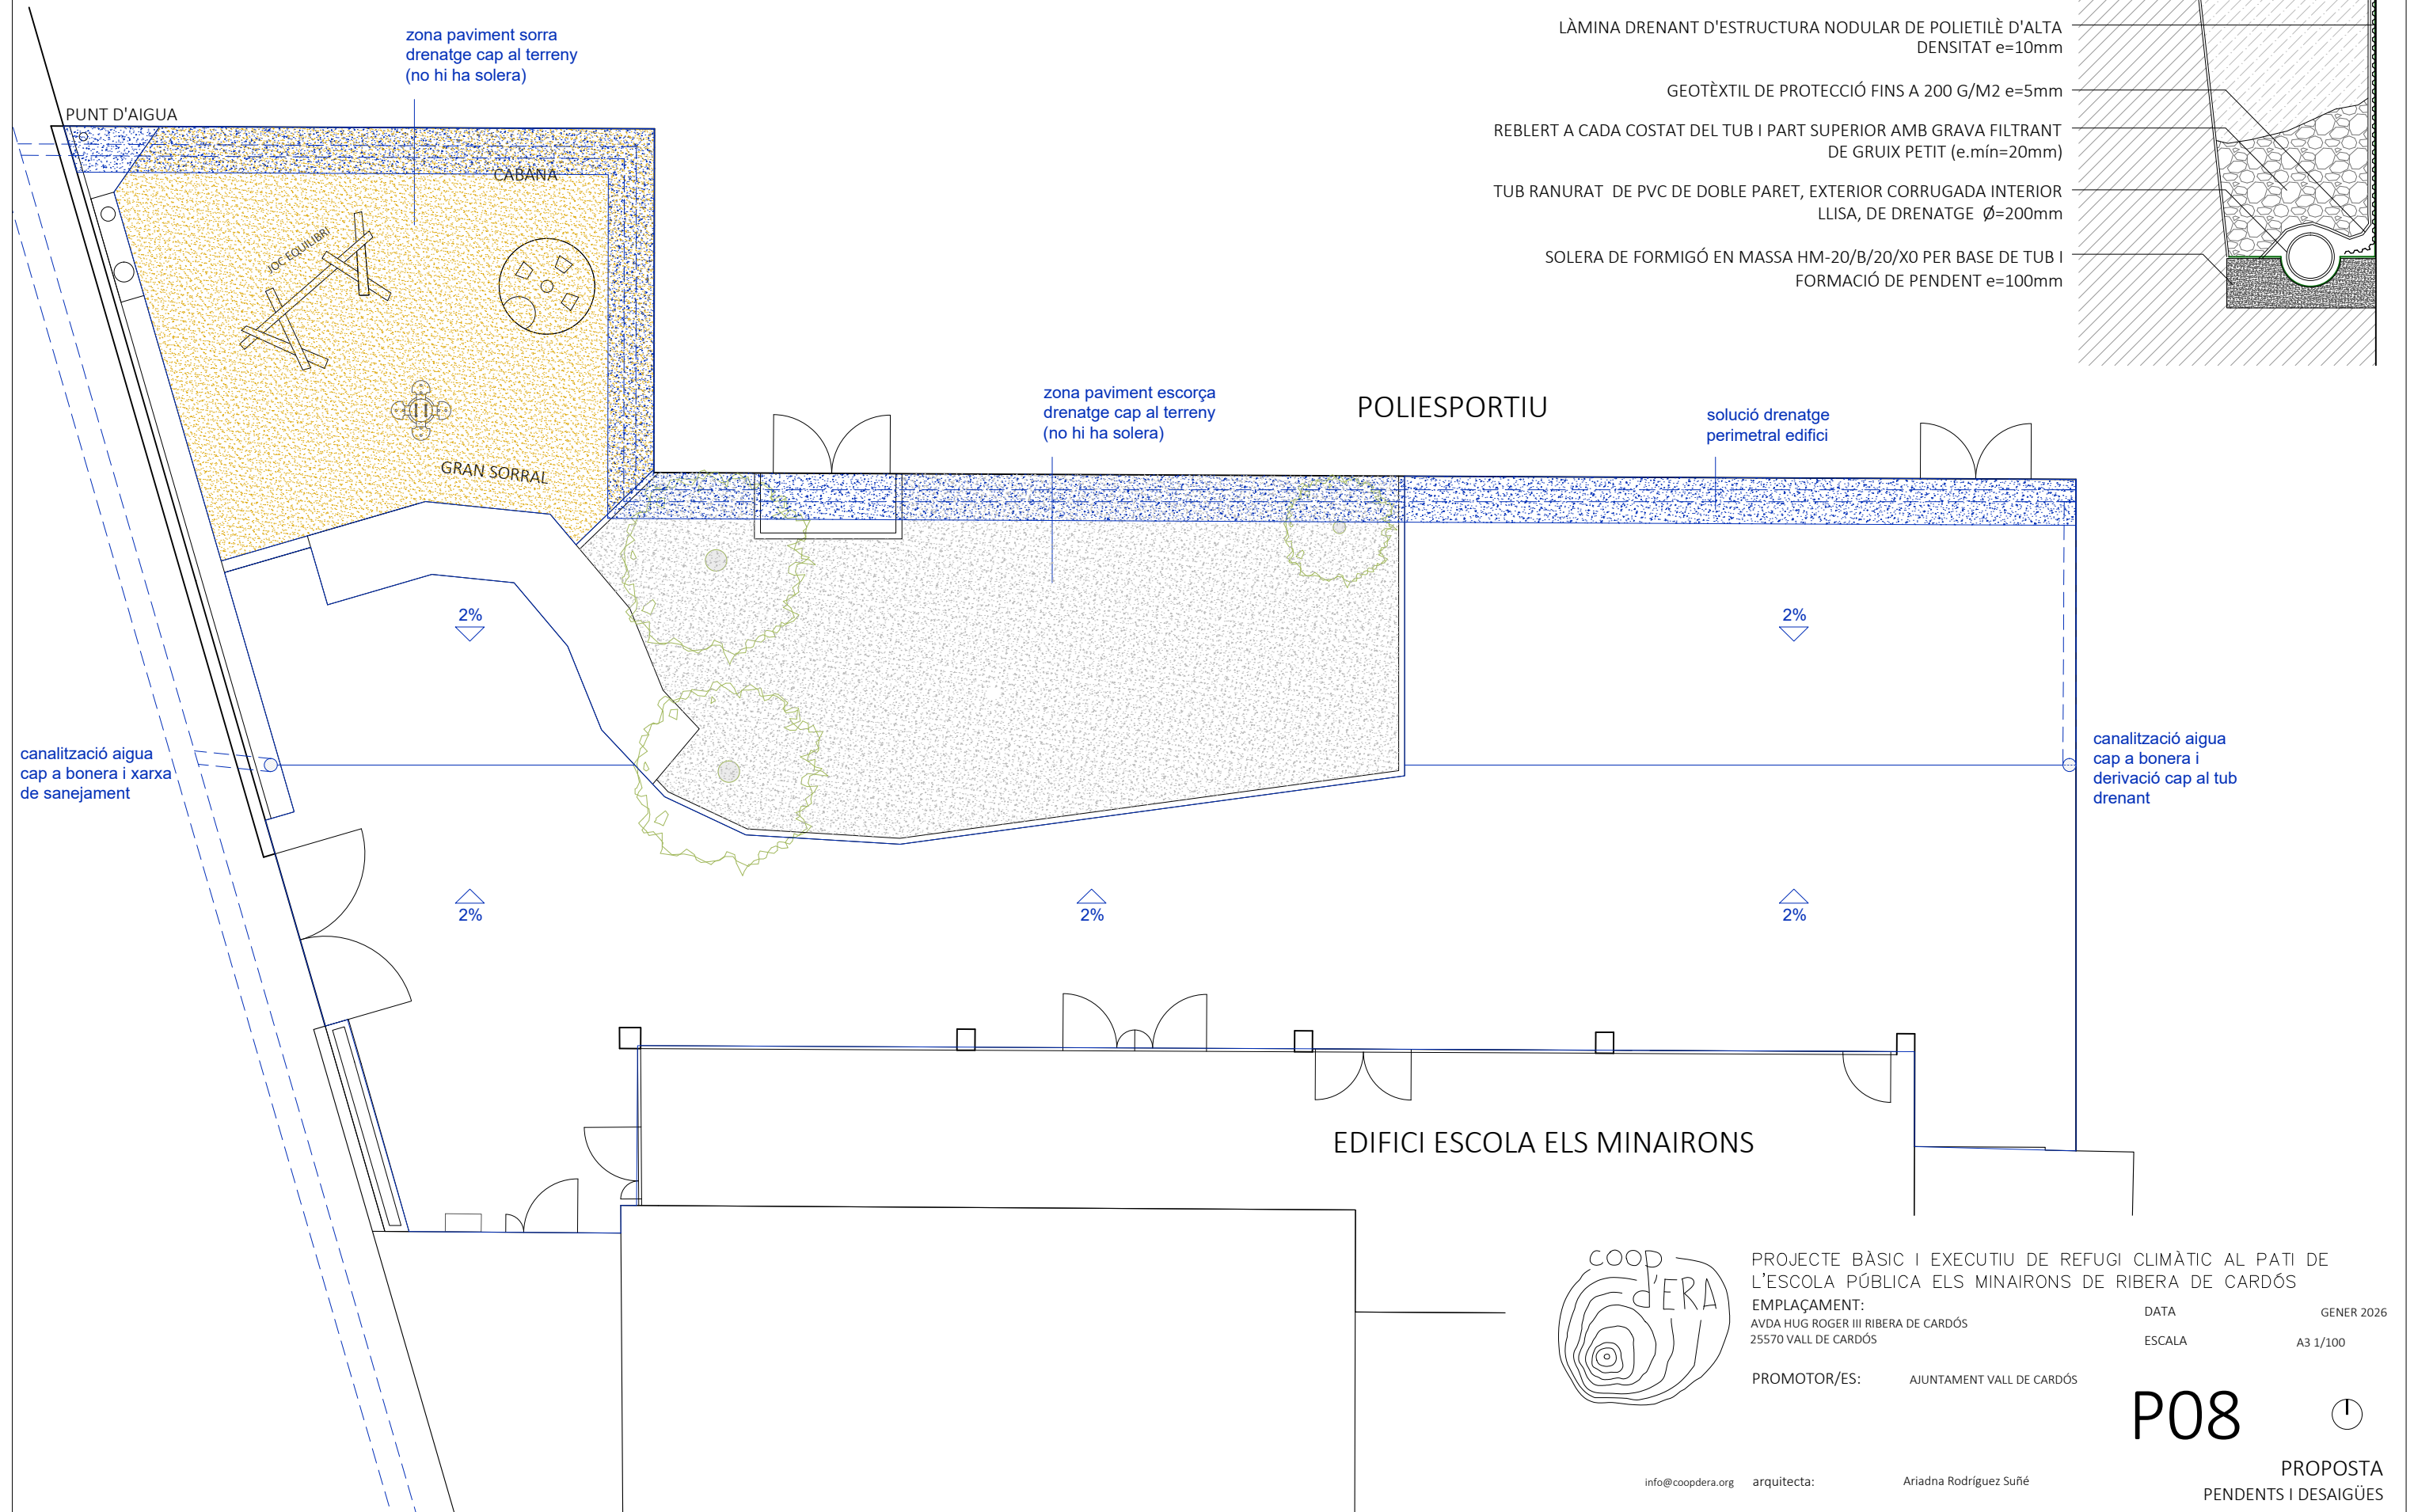 zona paviment sorra
drenatge cap al terreny
(no hi ha solera)
PUNT D'AIGUA
CABANA
JOC EQUILIBRI
GRAN SORRAL
LÀMINA DRENANT D'ESTRUCTURA NODULAR DE POLIETILÈ D'ALTA
DENSITAT e=10mm
GEOTÈXTIL DE PROTECCIÓ FINS A 200 G/M2 e=5mm
REBLERT A CADA COSTAT DEL TUB I PART SUPERIOR AMB GRAVA FILTRANT
DE GRUIX PETIT (e.mín=20mm)
TUB RANURAT DE PVC DE DOBLE PARET, EXTERIOR CORRUGADA INTERIOR
LLISA, DE DRENATGE Ø=200mm
SOLERA DE FORMIGÓ EN MASSA HM-20/B/20/X0 PER BASE DE TUB I
FORMACIÓ DE PENDENT e=100mm
zona paviment escorça
drenatge cap al terreny
(no hi ha solera)
POLIESPORTIU
solució drenatge
perimetral edifici
2%
2%
canalització aigua
cap a bonera i xarxa
de sanejament
canalització aigua
cap a bonera i
derivació cap al tub
drenant
2%
2%
2%
EDIFICI ESCOLA ELS MINAIRONS
COOP
d'ERA
PROJECTE BÀSIC I EXECUTIU DE REFUGI CLIMÀTIC AL PATI DE
L'ESCOLA PÚBLICA ELS MINAIRONS DE RIBERA DE CARDÓS
EMPLAÇAMENT:
AVDA HUG ROGER III RIBERA DE CARDÓS
25570 VALL DE CARDÓS
DATA GENER 2026
ESCALA A3 1/100
PROMOTOR/ES: AJUNTAMENT VALL DE CARDÓS
P08
info@coopdera.org arquitecta: Ariadna Rodríguez Suñé
PROPOSTA
PENDENTS I DESAIGÜES